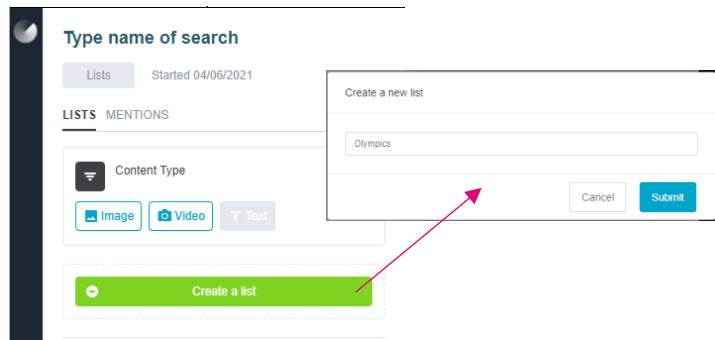 Type name of search
Lists Started 04/06/2021
LISTS MENTIONS
Content Type
Image Video Text
Create a list
Create a new list
Olympics
Cancel Submit